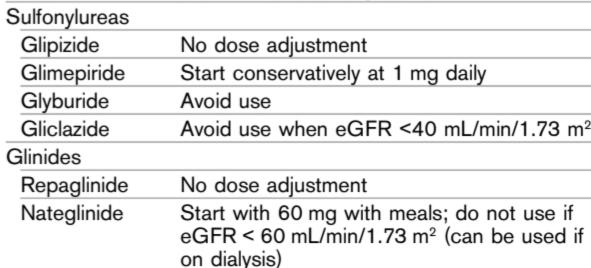 Sulfonylureas
Glipizide No dose adjustment
Glimepiride Start conservatively at 1 mg daily
Glyburide Avoid use
Gliclazide Avoid use when eGFR <40 mL/min/1.73 m²
Glinides
Repaglinide No dose adjustment
Nateglinide Start with 60 mg with meals; do not use if
eGFR < 60 mL/min/1.73 m² (can be used if
on dialysis)